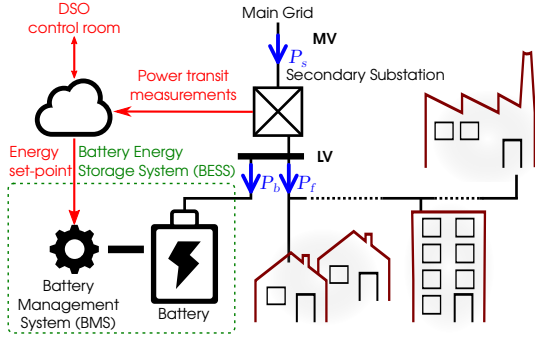 DSO
control room
Main Grid
MV
P_s
Power transit
measurements
Secondary Substation
LV
Energy
set-point
Battery Energy
Storage System (BESS)
P_b
P_f
Battery
Management
System (BMS)
Battery